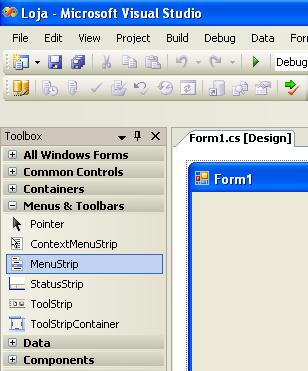 Loja - Microsoft Visual Studio
File Edit View Project Build Debug Data Form
Debug
Toolbox
Form1.cs [Design]
All Windows Forms
Common Controls
Containers
Menus & Toolbars
Form1
Pointer
ContextMenuStrip
MenuStrip
StatusStrip
ToolStrip
ToolStripContainer
Data
Components